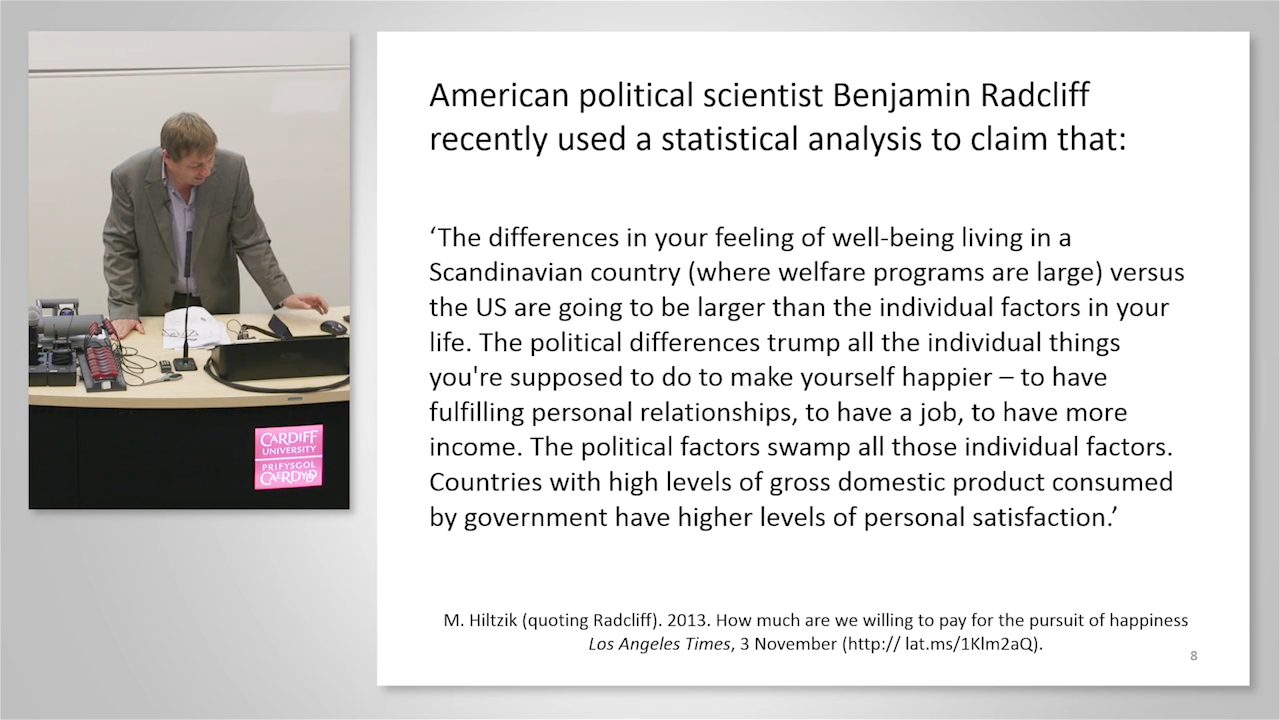 American political scientist Benjamin Radcliff
recently used a statistical analysis to claim that:
‘The differences in your feeling of well-being living in a
Scandinavian country (where welfare programs are large) versus
the US are going to be larger than the individual factors in your
life. The political differences trump all the individual things
you're supposed to do to make yourself happier – to have
fulfilling personal relationships, to have a job, to have more
income. The political factors swamp all those individual factors.
Countries with high levels of gross domestic product consumed
by government have higher levels of personal satisfaction.’
M. Hiltzik (quoting Radcliff). 2013. How much are we willing to pay for the pursuit of happiness
Los Angeles Times, 3 November (http:// lat.ms/1Klm2aQ).
8
CARDIFF
UNIVERSITY
PRIFYSGOL
CAERDYDD